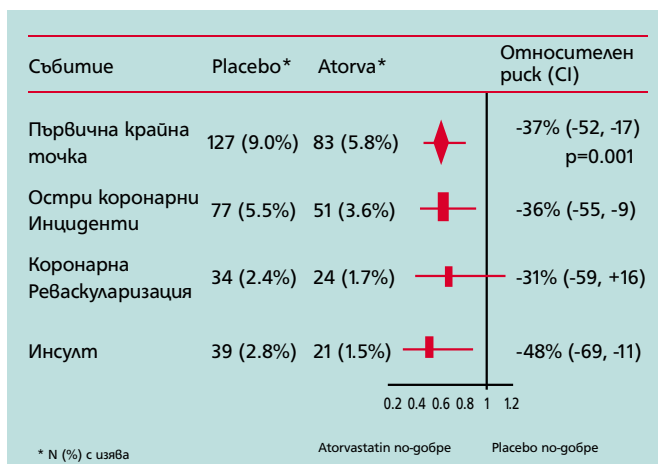 Събитие Placebo* Atorva* Относителен
риск (CI)
Първична крайна
точка 127 (9.0%) 83 (5.8%) -37% (-52, -17)
p=0.001
Остри коронарни
Инциденти 77 (5.5%) 51 (3.6%) -36% (-55, -9)
Коронарна
Реваскуларизация 34 (2.4%) 24 (1.7%) -31% (-59, +16)
Инсулт 39 (2.8%) 21 (1.5%) -48% (-69, -11)
0.2 0.4 0.6 0.8 1 1.2
* N (%) с изява Atorvastatin по-добре Placebo по-добре